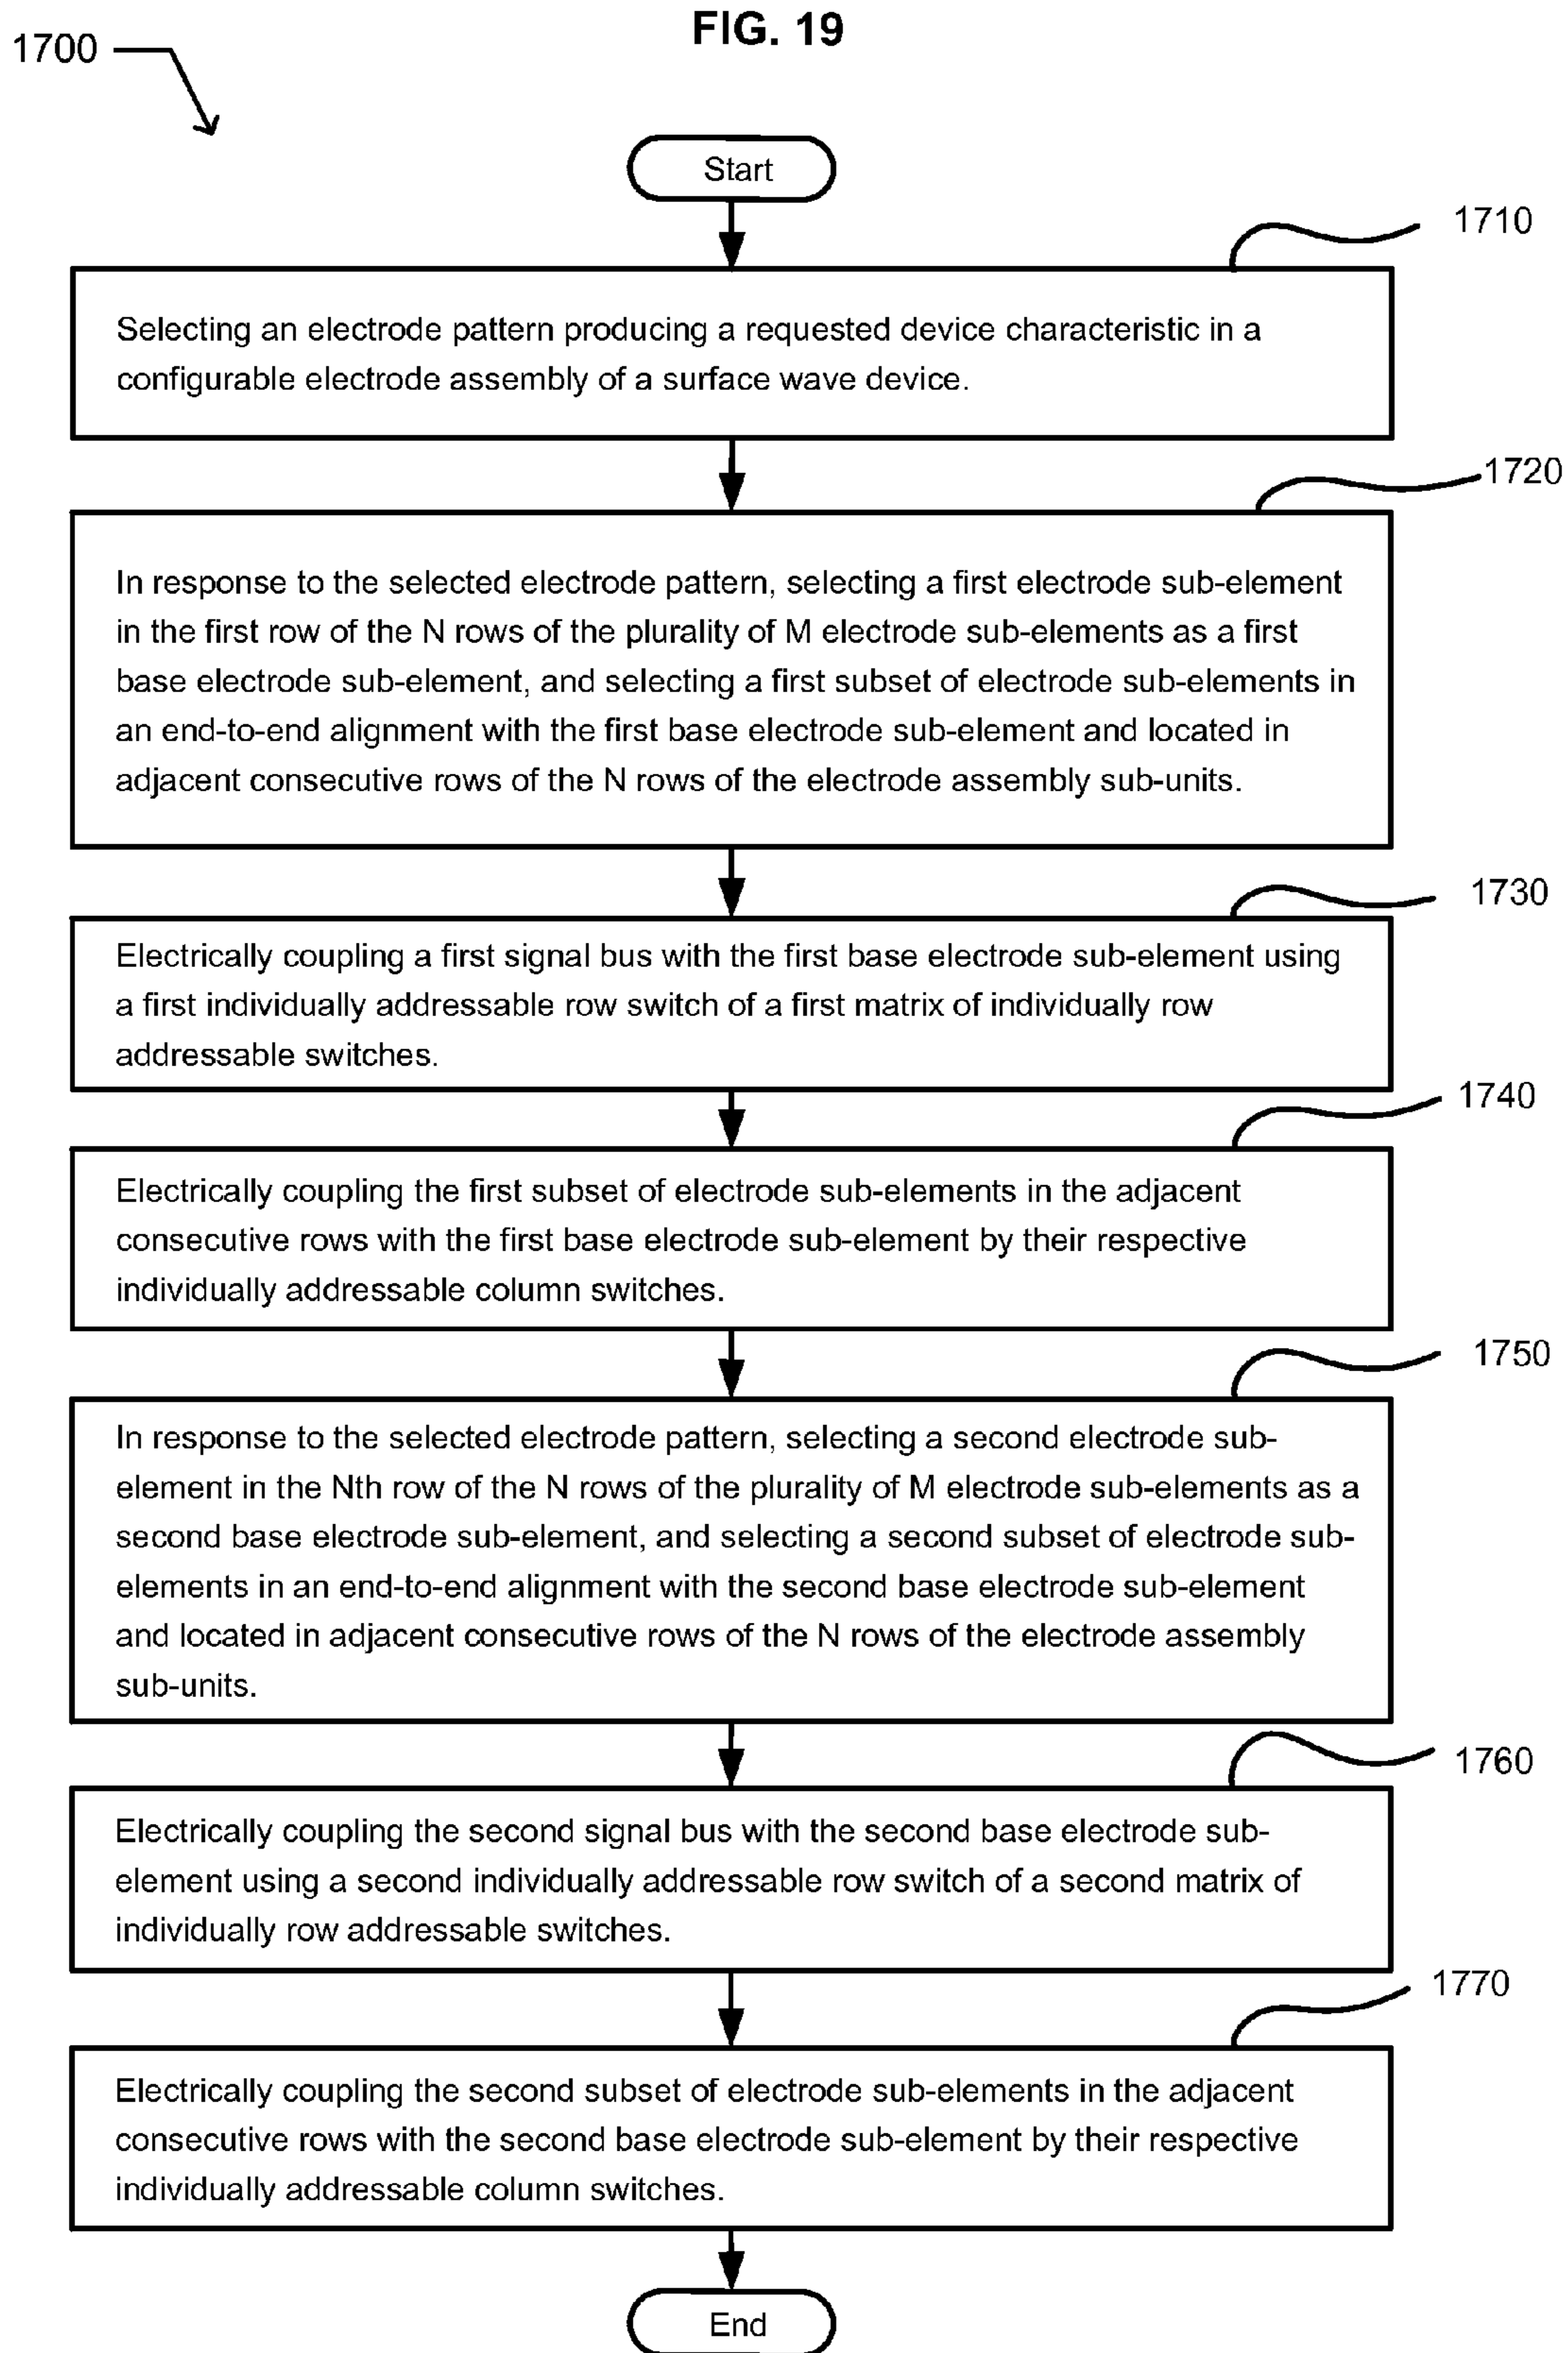 FIG. 19
1700
Start
1710
Selecting an electrode pattern producing a requested device characteristic in a
configurable electrode assembly of a surface wave device.
1720
In response to the selected electrode pattern, selecting a first electrode sub-element
in the first row of the N rows of the plurality of M electrode sub-elements as a first
base electrode sub-element, and selecting a first subset of electrode sub-elements in
an end-to-end alignment with the first base electrode sub-element and located in
adjacent consecutive rows of the N rows of the electrode assembly sub-units.
1730
Electrically coupling a first signal bus with the first base electrode sub-element using
a first individually addressable row switch of a first matrix of individually row
addressable switches.
1740
Electrically coupling the first subset of electrode sub-elements in the adjacent
consecutive rows with the first base electrode sub-element by their respective
individually addressable column switches.
1750
In response to the selected electrode pattern, selecting a second electrode sub-
element in the Nth row of the N rows of the plurality of M electrode sub-elements as a
second base electrode sub-element, and selecting a second subset of electrode sub-
elements in an end-to-end alignment with the second base electrode sub-element
and located in adjacent consecutive rows of the N rows of the electrode assembly
sub-units.
1760
Electrically coupling the second signal bus with the second base electrode sub-
element using a second individually addressable row switch of a second matrix of
individually row addressable switches.
1770
Electrically coupling the second subset of electrode sub-elements in the adjacent
consecutive rows with the second base electrode sub-element by their respective
individually addressable column switches.
End